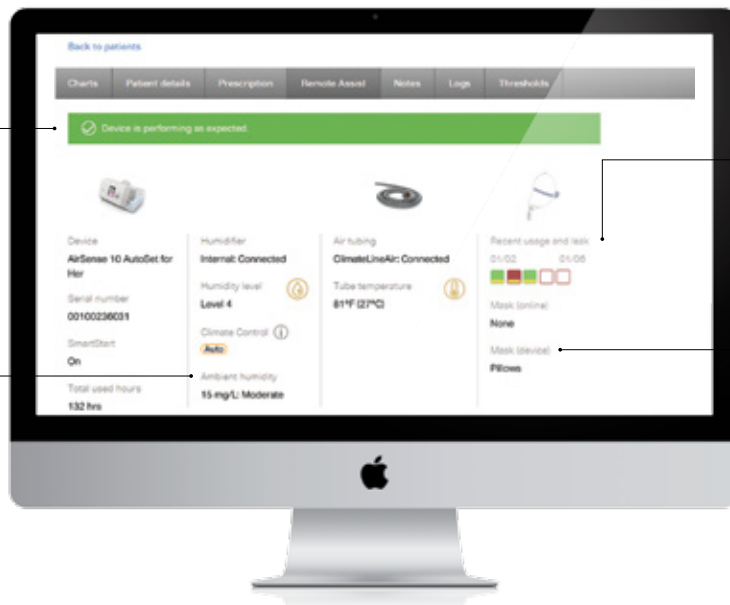 Back to patients
Charts Patient details Prescription Remote Assist Notes Logs Thresholds
Device is performing as expected.
Device
AirSense 10 AutoSet for
Her
Serial number
00100236031
SmartStart
On
Total used hours
132 hrs
Humidifier
Internal: Connected
Humidity level
Level 4
Climate Control
Auto
Ambient humidity
15 mg/L: Moderate
Air tubing
ClimateLineAir: Connected
Tube temperature
81°F (27°C)
Recent usage and leak
01/02 01/06
Mask (online)
None
Mask (device)
Pillows